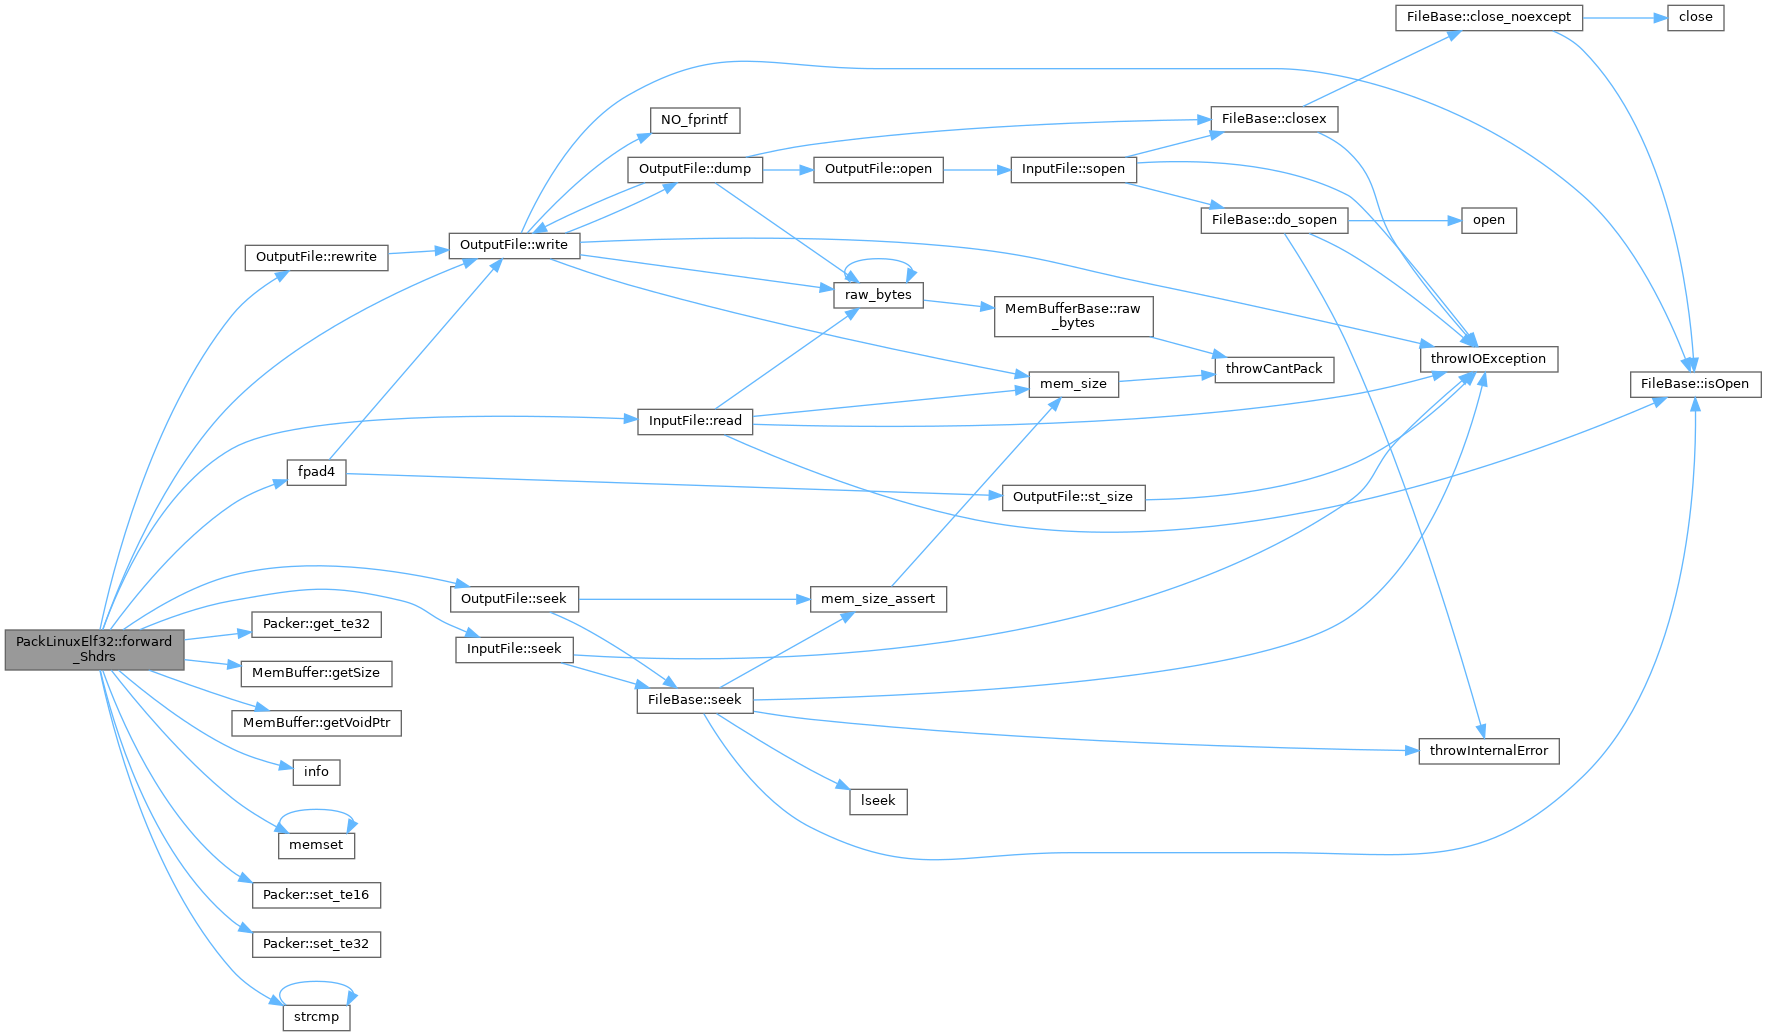 FileBase::close_noexcept
close
NO_fprintf
FileBase::closex
OutputFile::dump
OutputFile::open
InputFile::sopen
FileBase::do_sopen
open
OutputFile::rewrite
OutputFile::write
raw_bytes
MemBufferBase::raw
_bytes
throwIOException
throwCantPack
mem_size
FileBase::isOpen
InputFile::read
fpad4
OutputFile::st_size
OutputFile::seek
mem_size_assert
Packer::get_te32
PackLinuxElf32::forward
_Shdrs
InputFile::seek
MemBuffer::getSize
FileBase::seek
MemBuffer::getVoidPtr
throwInternalError
info
lseek
memset
Packer::set_te16
Packer::set_te32
strcmp